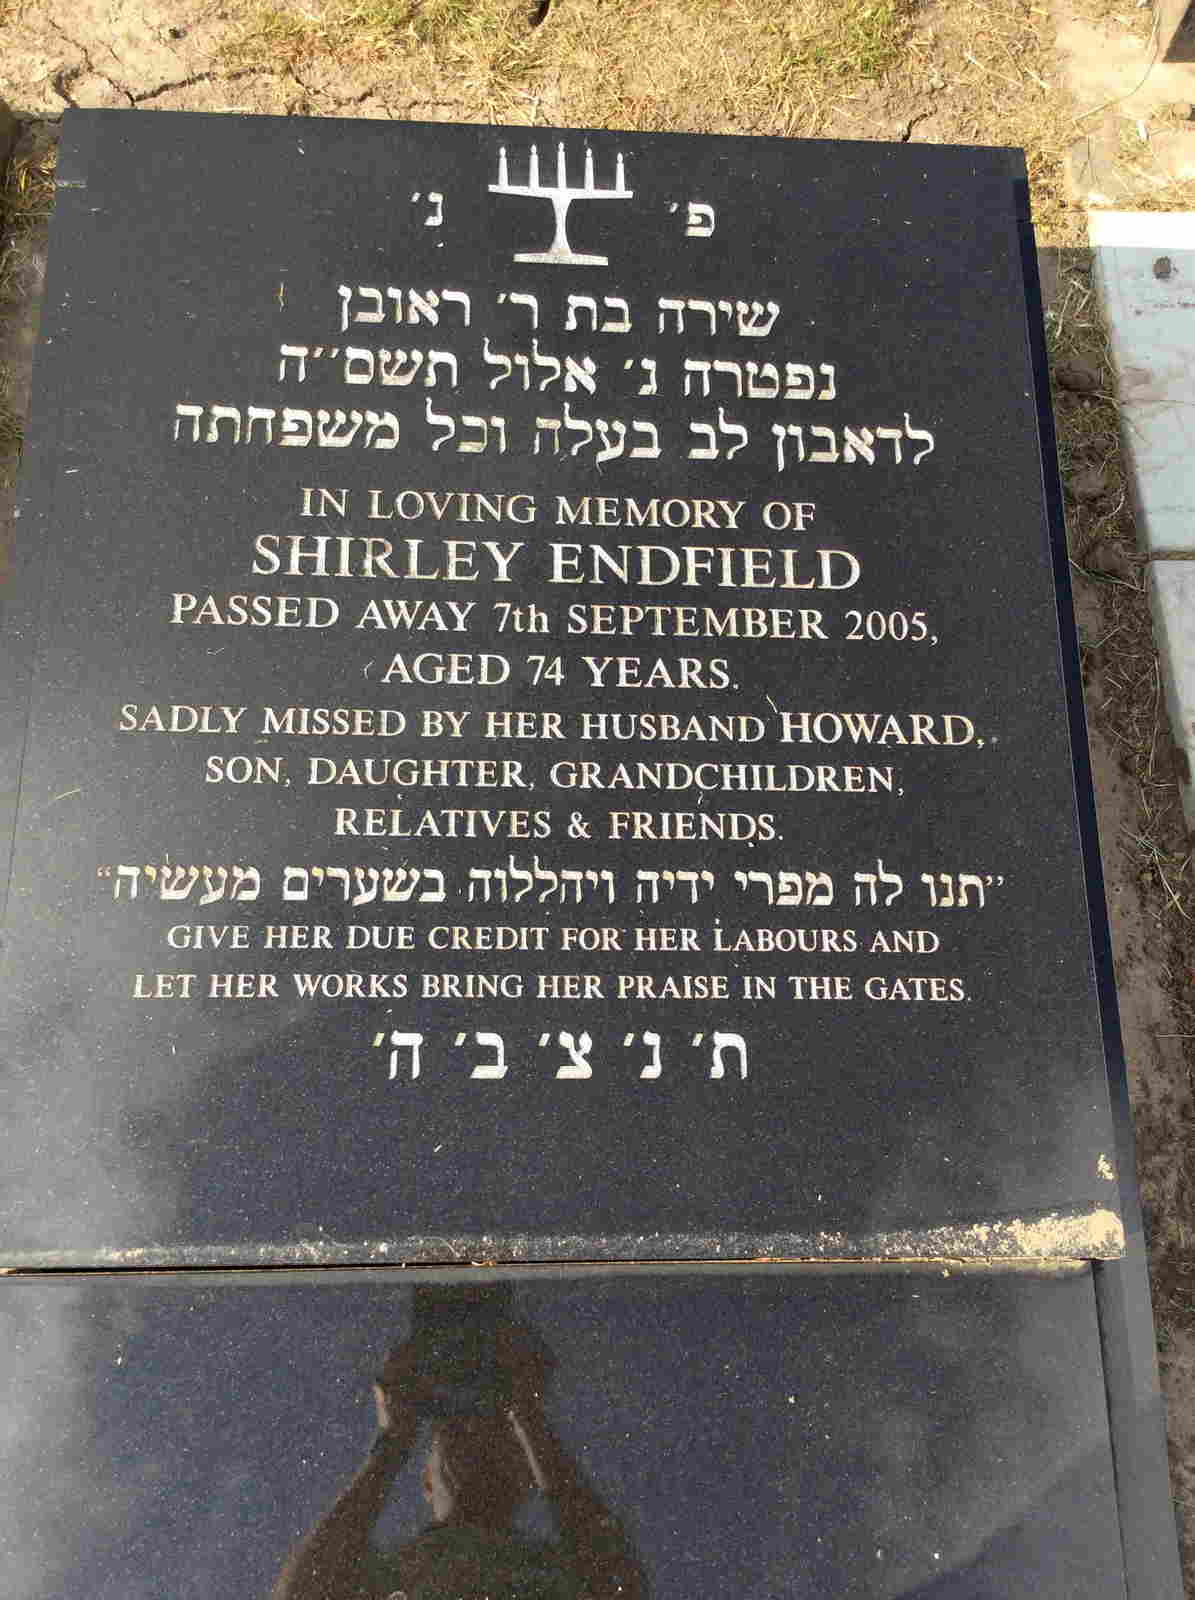 פ׳ נ׳
שירה בת ר׳ ראובן
נפטרה ג׳ אלול תשס״ה
לדאבון לב בעלה וכל משפחתה
IN LOVING MEMORY OF
SHIRLEY ENDFIELD
PASSED AWAY 7th SEPTEMBER 2005,
AGED 74 YEARS.
SADLY MISSED BY HER HUSBAND HOWARD,
SON, DAUGHTER, GRANDCHILDREN,
RELATIVES & FRIENDS.
”תנו לה מפרי ידיה ויהללוה בשערים מעשיה“
GIVE HER DUE CREDIT FOR HER LABOURS AND
LET HER WORKS BRING HER PRAISE IN THE GATES.
ת׳ נ׳ צ׳ ב׳ ה׳